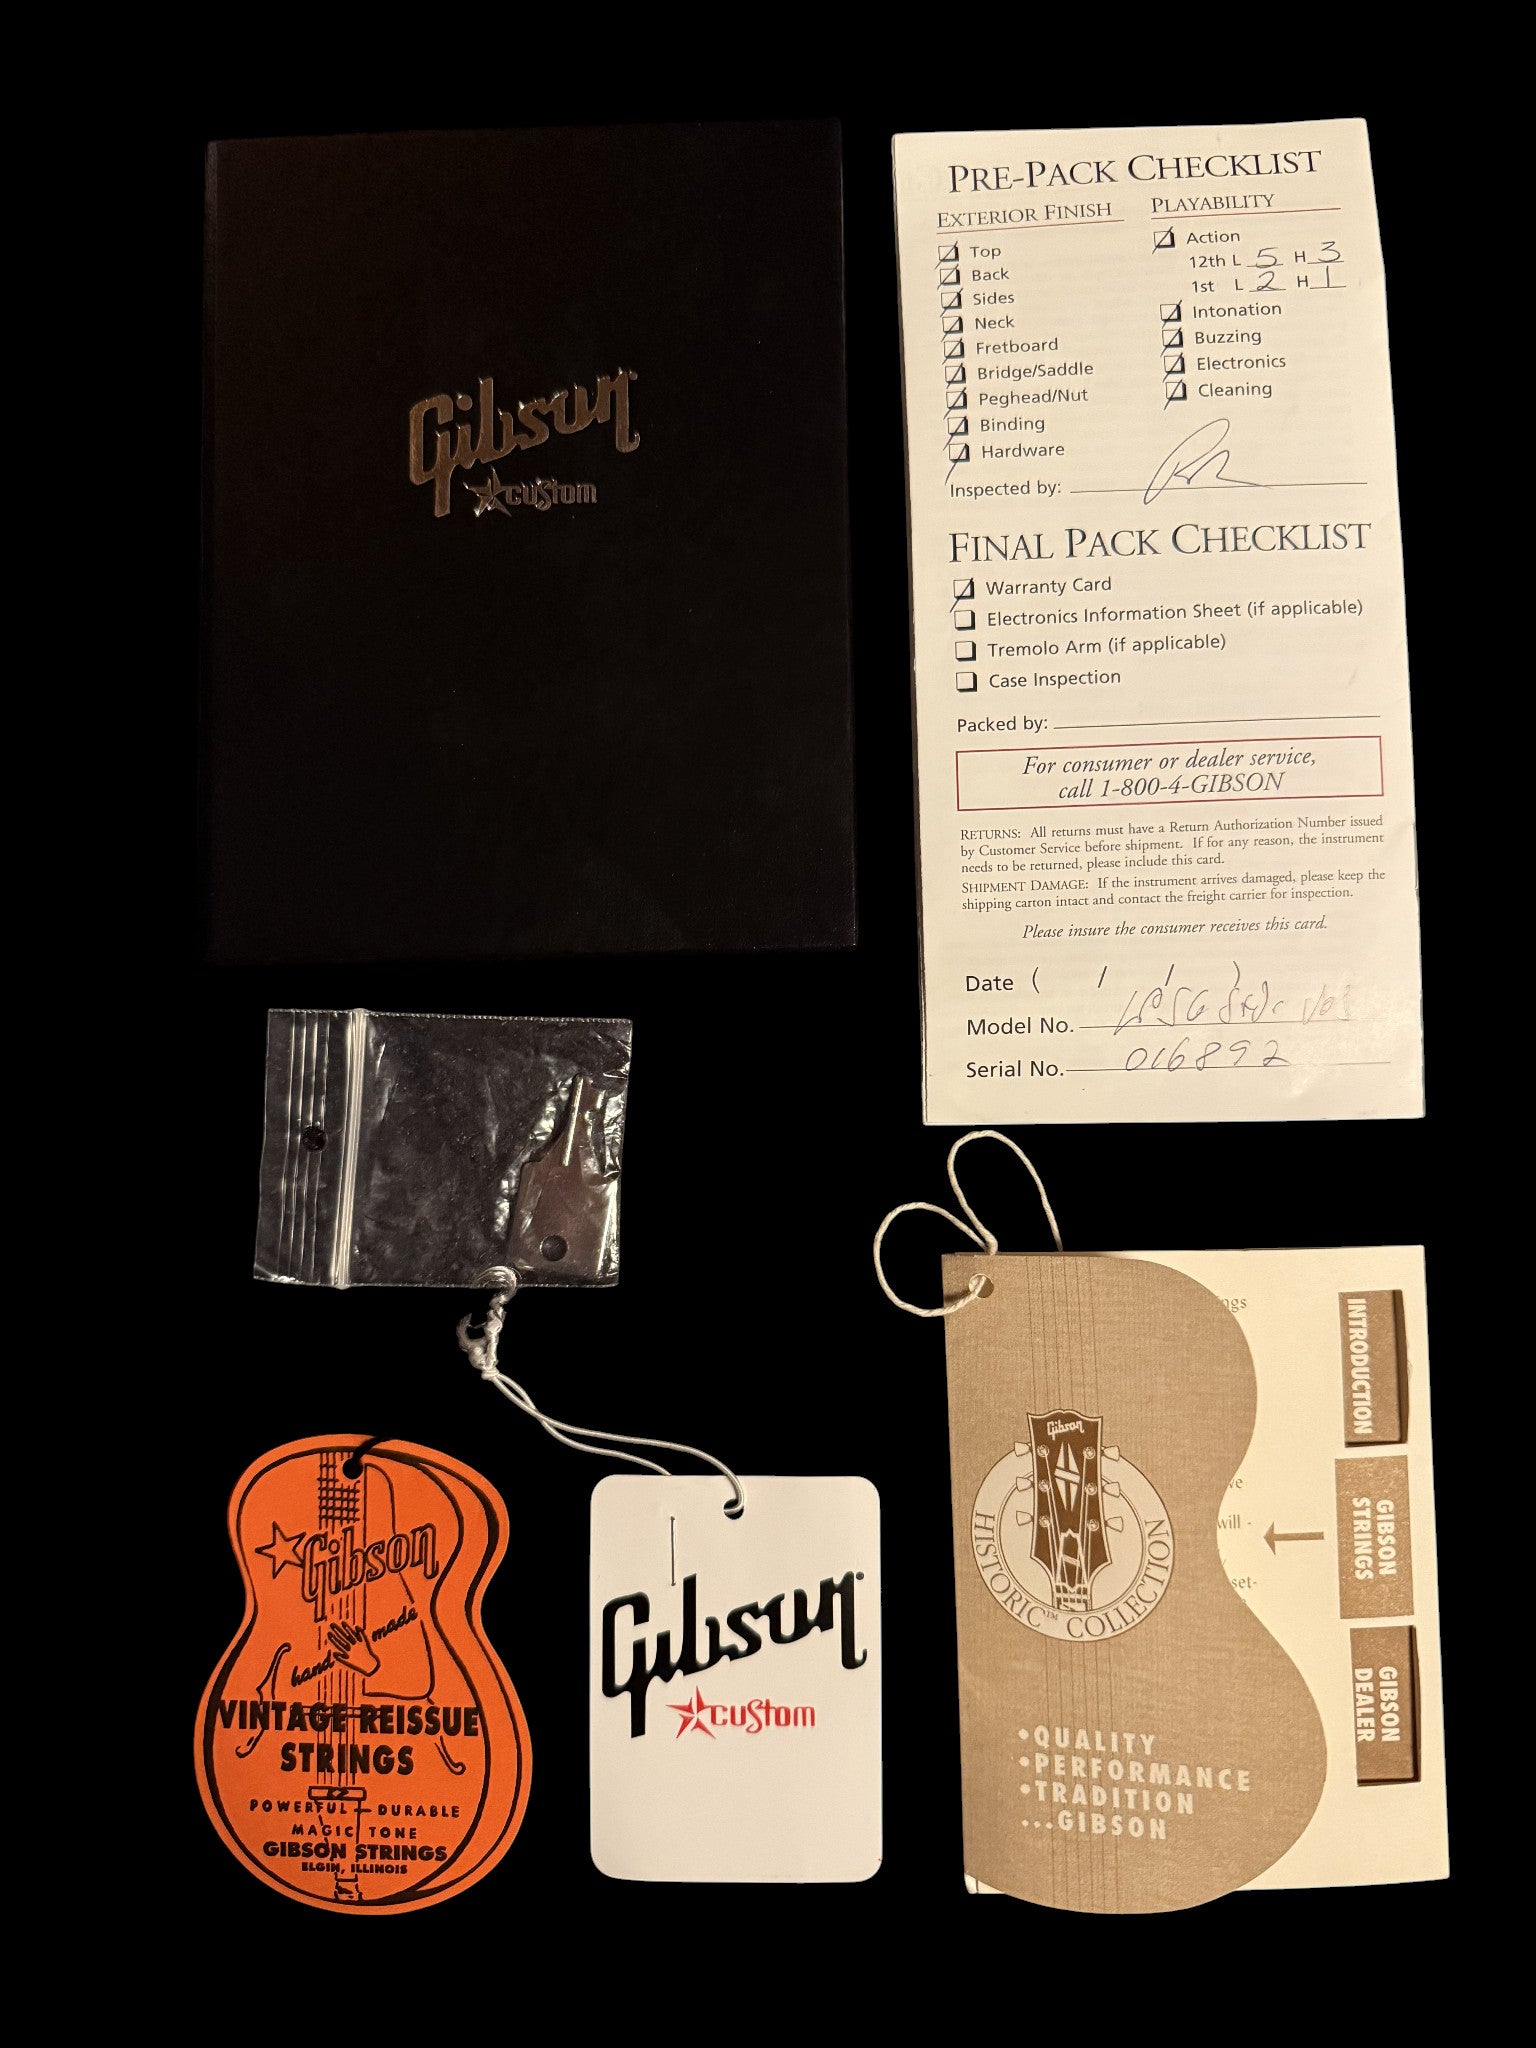 Gibson
custom
PRE-PACK CHECKLIST
EXTERIOR FINISH
Top
Back
Sides
Neck
Fretboard
Bridge/Saddle
Peghead/Nut
Binding
Hardware
PLAYABILITY
Action
12th L 5 H 3
1st L 2 H 1
Intonation
Buzzing
Electronics
Cleaning
Inspected by:
FINAL PACK CHECKLIST
Warranty Card
Electronics Information Sheet (if applicable)
Tremolo Arm (if applicable)
Case Inspection
Packed by:
For consumer or dealer service,
call 1-800-4-GIBSON
RETURNS: All returns must have a Return Authorization Number issued
by Customer Service before shipment. If for any reason, the instrument
needs to be returned, please include this card.
SHIPMENT DAMAGE: If the instrument arrives damaged, please keep the
shipping carton intact and contact the freight carrier for inspection.
Please insure the consumer receives this card.
Date ( / / )
Model No. LPSG
Serial No. 016892
Gibson
hand made
VINTAGE REISSUE
STRINGS
POWERFUL - DURABLE
MAGIC TONE
GIBSON STRINGS
ELGIN, ILLINOIS
Gibson
custom
Gibson
HISTORIC™ COLLECTION
•QUALITY
•PERFORMANCE
•TRADITION
...GIBSON
ngs
will -
set-
INTRODUCTION
GIBSON
STRINGS
GIBSON
DEALER